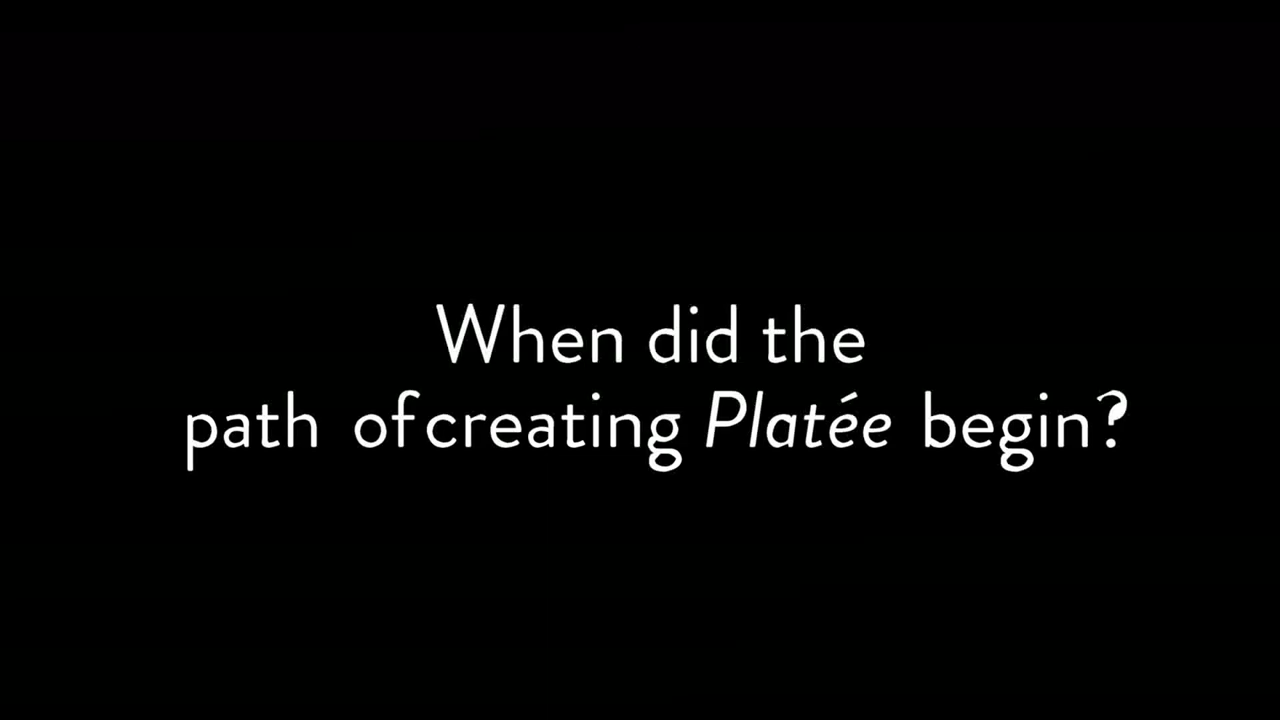 When did the
path of creating Platée begin?